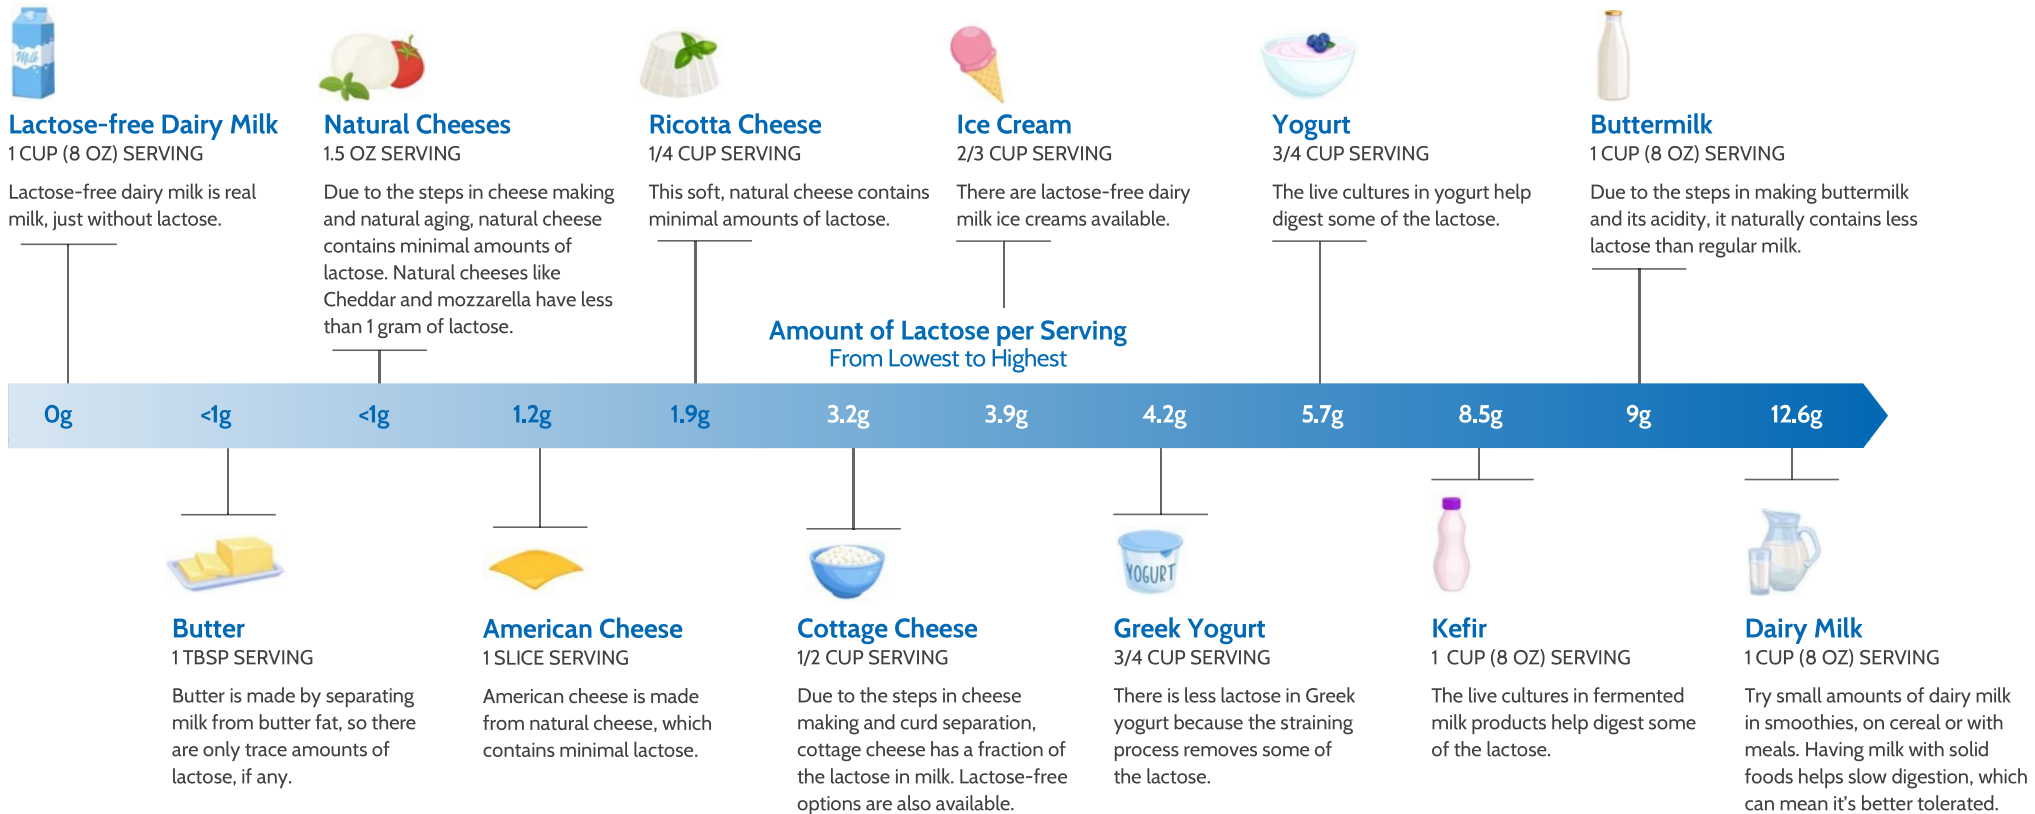 Milk
Lactose-free Dairy Milk
1 CUP (8 OZ) SERVING
Lactose-free dairy milk is real
milk, just without lactose.
Natural Cheeses
1.5 OZ SERVING
Due to the steps in cheese making
and natural aging, natural cheese
contains minimal amounts of
lactose. Natural cheeses like
Cheddar and mozzarella have less
than 1 gram of lactose.
Ricotta Cheese
1/4 CUP SERVING
This soft, natural cheese contains
minimal amounts of lactose.
Ice Cream
2/3 CUP SERVING
There are lactose-free dairy
milk ice creams available.
Yogurt
3/4 CUP SERVING
The live cultures in yogurt help
digest some of the lactose.
Buttermilk
1 CUP (8 OZ) SERVING
Due to the steps in making buttermilk
and its acidity, it naturally contains less
lactose than regular milk.
Amount of Lactose per Serving
From Lowest to Highest
0g <1g <1g 1.2g 1.9g 3.2g 3.9g 4.2g 5.7g 8.5g 9g 12.6g
Butter
1 TBSP SERVING
Butter is made by separating
milk from butter fat, so there
are only trace amounts of
lactose, if any.
American Cheese
1 SLICE SERVING
American cheese is made
from natural cheese, which
contains minimal lactose.
Cottage Cheese
1/2 CUP SERVING
Due to the steps in cheese
making and curd separation,
cottage cheese has a fraction of
the lactose in milk. Lactose-free
options are also available.
YOGURT
Greek Yogurt
3/4 CUP SERVING
There is less lactose in Greek
yogurt because the straining
process removes some of
the lactose.
Kefir
1 CUP (8 OZ) SERVING
The live cultures in fermented
milk products help digest some
of the lactose.
Dairy Milk
1 CUP (8 OZ) SERVING
Try small amounts of dairy milk
in smoothies, on cereal or with
meals. Having milk with solid
foods helps slow digestion, which
can mean it's better tolerated.